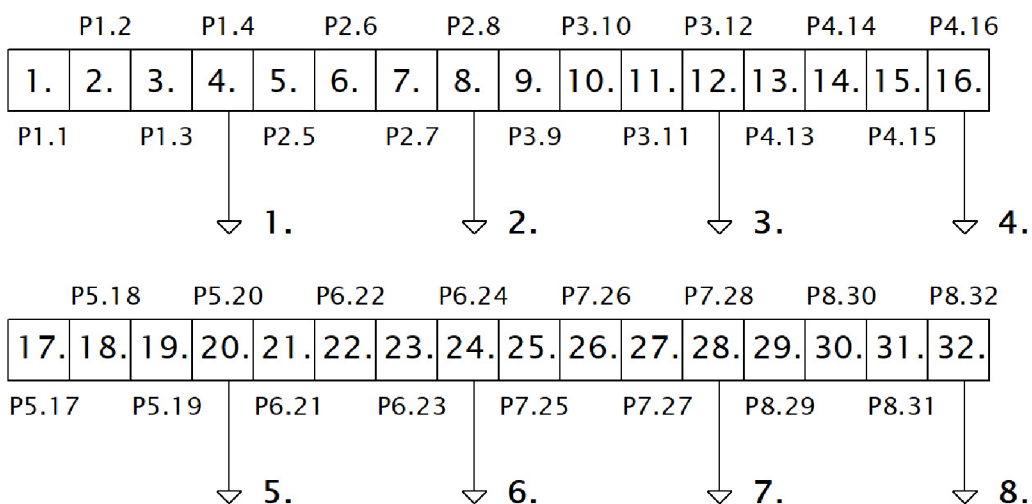 P1.2 P1.4 P2.6 P2.8 P3.10 P3.12 P4.14 P4.16
1. 2. 3. 4. 5. 6. 7. 8. 9. 10. 11. 12. 13. 14. 15. 16.
P1.1 P1.3 P2.5 P2.7 P3.9 P3.11 P4.13 P4.15
1. 2. 3. 4.
P5.18 P5.20 P6.22 P6.24 P7.26 P7.28 P8.30 P8.32
17. 18. 19. 20. 21. 22. 23. 24. 25. 26. 27. 28. 29. 30. 31. 32.
P5.17 P5.19 P6.21 P6.23 P7.25 P7.27 P8.29 P8.31
5. 6. 7. 8.